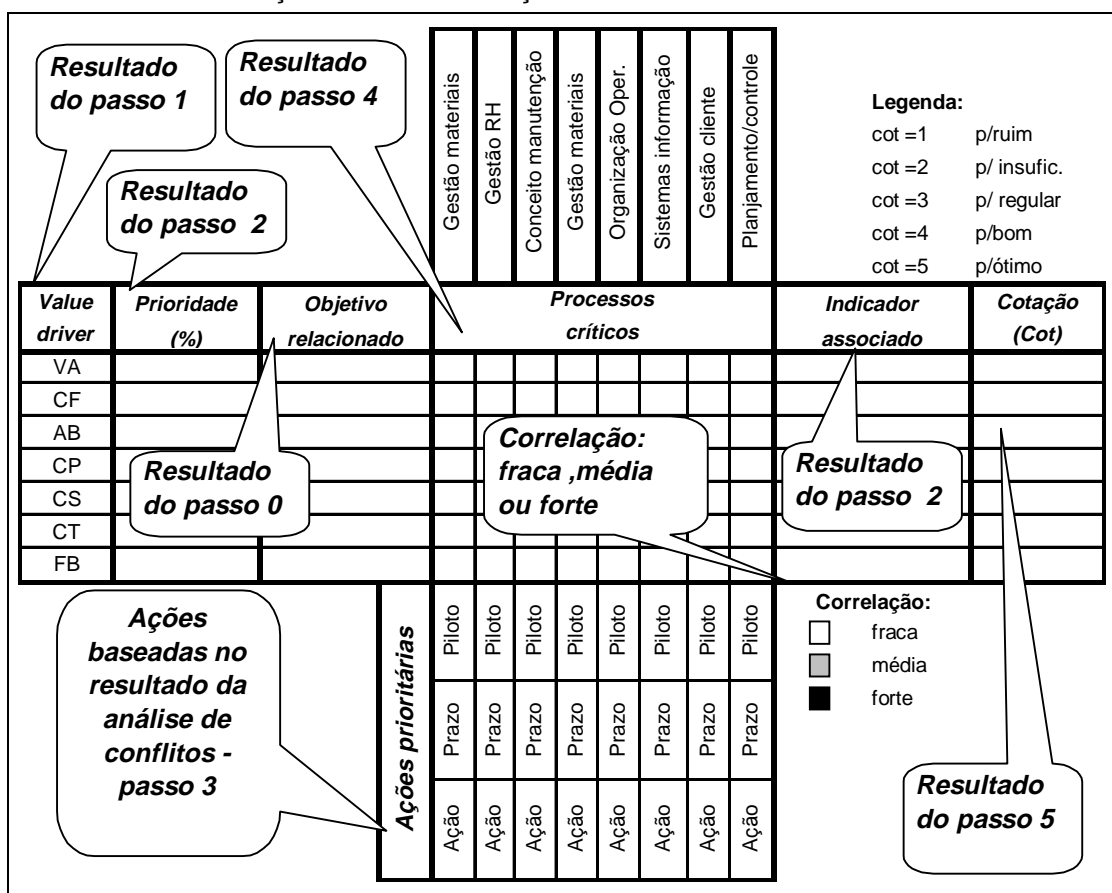 Resultado
do passo 1
Resultado
do passo 4
Resultado
do passo 2
Gestão materiais
Gestão RH
Conceito manutenção
Gestão materiais
Organização Oper.
Sistemas informação
Gestão cliente
Planjamento/controle
Legenda:
cot =1 p/ruim
cot =2 p/ insufic.
cot =3 p/ regular
cot =4 p/bom
cot =5 p/ótimo
Value
driver
Prioridade
(%)
Objetivo
relacionado
Processos
críticos
Indicador
associado
Cotação
(Cot)
VA
CF
AB
CP
CS
CT
FB
Resultado
do passo 0
Correlação:
fraca ,média
ou forte
Resultado
do passo 2
Ações
baseadas no
resultado da
análise de
conflitos -
passo 3
Ações prioritárias
Piloto Piloto Piloto Piloto Piloto Piloto Piloto Piloto
Prazo Prazo Prazo Prazo Prazo Prazo Prazo Prazo
Ação Ação Ação Ação Ação Ação Ação Ação
Correlação:
fraca
média
forte
Resultado
do passo 5